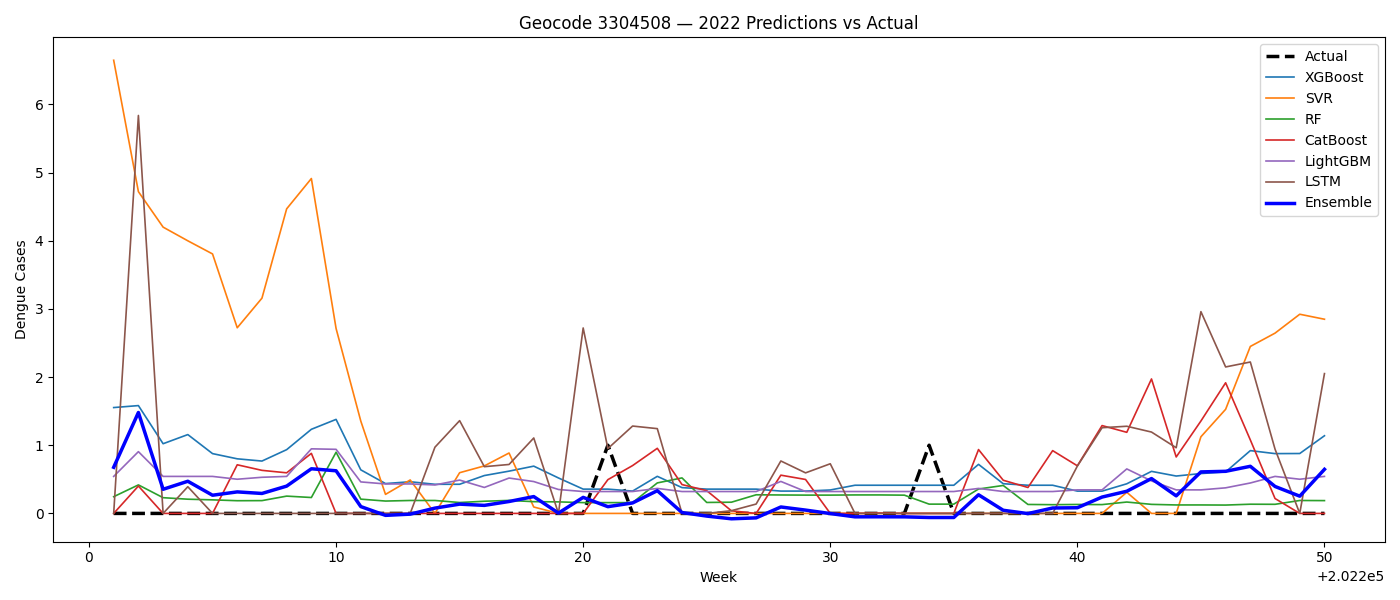 Geocode 3304508 — 2022 Predictions vs Actual
Dengue Cases
6
5
4
3
2
1
0
Actual
XGBoost
SVR
RF
CatBoost
LightGBM
LSTM
Ensemble
0 10 20 30 40 50
Week
+2.022e5